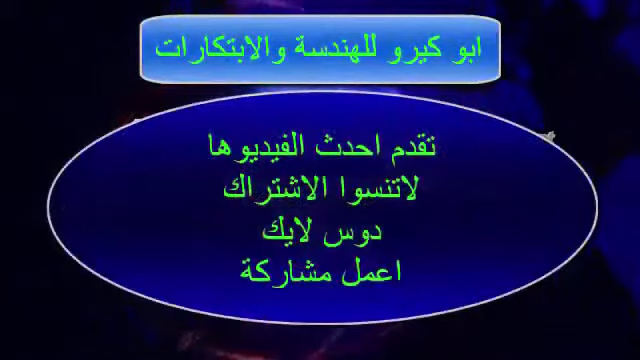 ابو كيرو للهندسة والابتكارات
تقدم احدث الفيديوها
لاتنسوا الاشتراك
دوس لايك
اعمل مشاركة